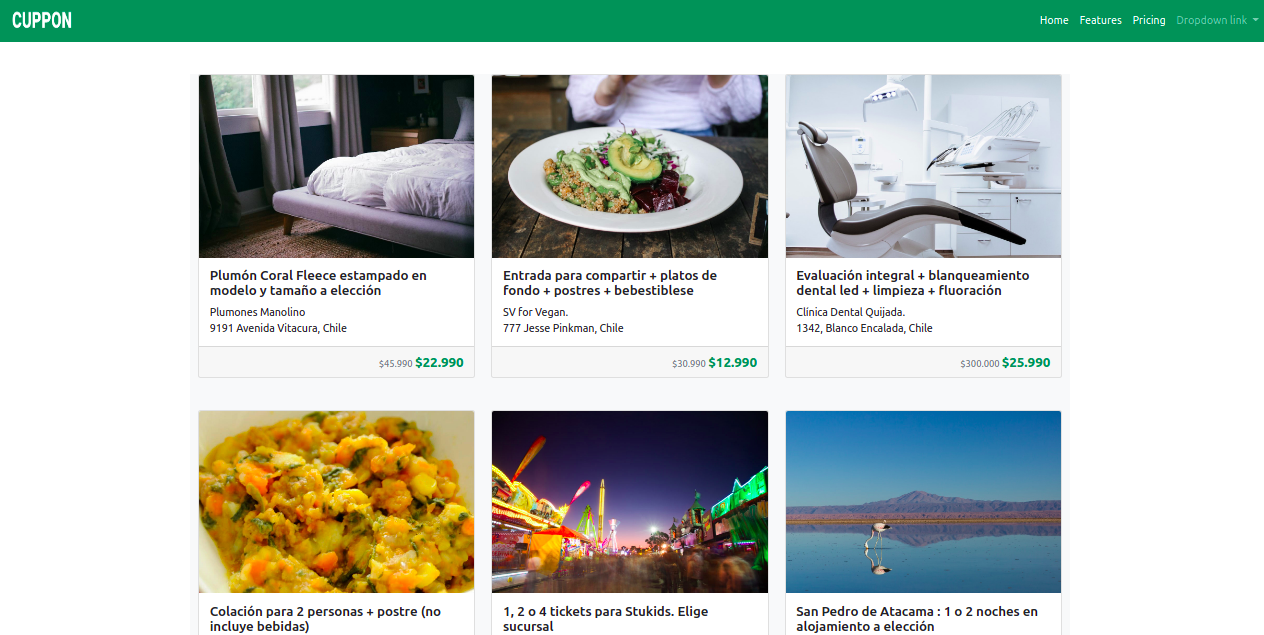 CUPPON
Home Features Pricing Dropdown link
Plumón Coral Fleece estampado en
modelo y tamaño a elección
Plumones Manolino
9191 Avenida Vitacura, Chile
$45.990 $22.990
Entrada para compartir + platos de
fondo + postres + bebestiblese
SV for Vegan.
777 Jesse Pinkman, Chile
$30.990 $12.990
Evaluación integral + blanqueamiento
dental led + limpieza + fluoración
Clínica Dental Quijada.
1342, Blanco Encalada, Chile
$300.000 $25.990
Colación para 2 personas + postre (no
incluye bebidas)
1, 2 o 4 tickets para Stukids. Elige
sucursal
San Pedro de Atacama : 1 o 2 noches en
alojamiento a elección